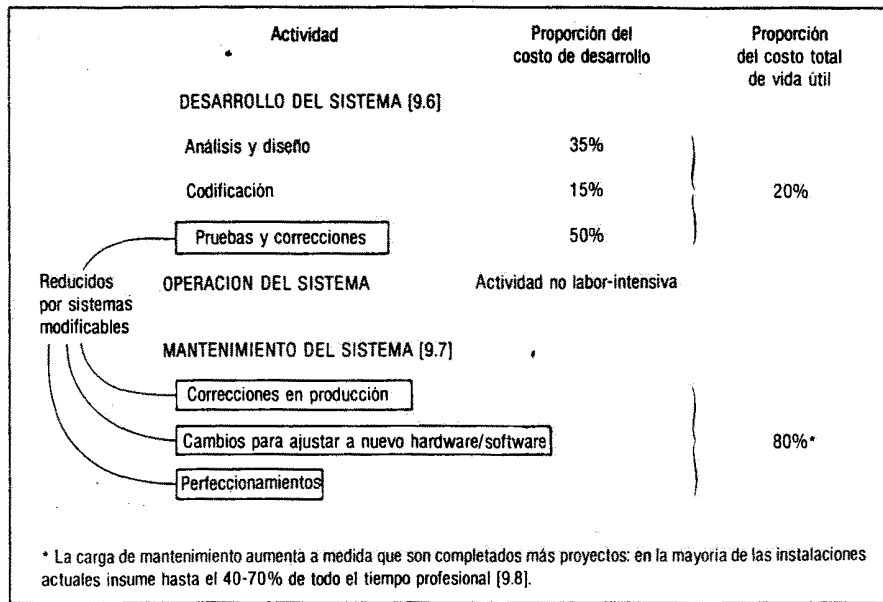 Actividad Proporción del Proporción
costo de desarrollo del costo total
de vida útil
DESARROLLO DEL SISTEMA [9.6]
Análisis y diseño 35%
Codificación 15% 20%
Pruebas y correcciones 50%
Reducidos OPERACION DEL SISTEMA Actividad no labor-intensiva
por sistemas
modificables
MANTENIMIENTO DEL SISTEMA [9.7]
Correcciones en producción
Cambios para ajustar a nuevo hardware/software 80%*
Perfeccionamientos
* La carga de mantenimiento aumenta a medida que son completados más proyectos: en la mayoría de las instalaciones
actuales insume hasta el 40-70% de todo el tiempo profesional [9.8].